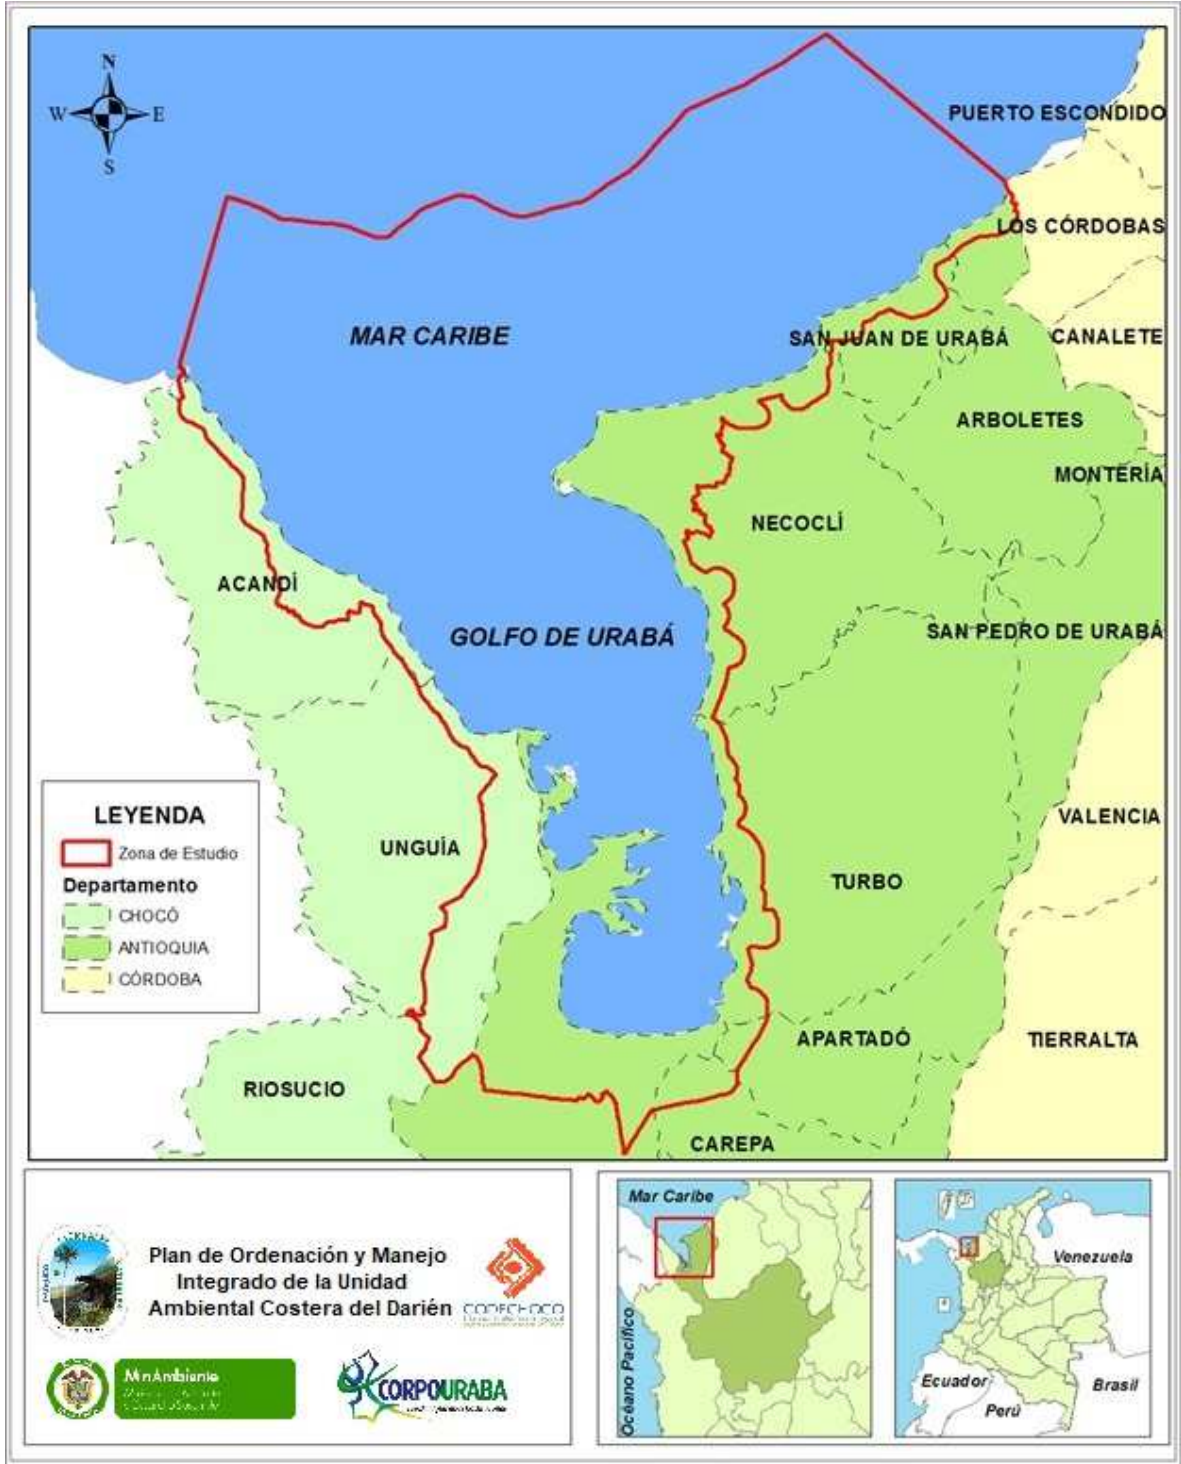 N
W E
S
PUERTO ESCONDIDO
LOS CÓRDOBAS
MAR CARIBE
SAN JUAN DE URABÁ
CANALETE
ARBOLETES
MONTERÍA
NECOCLÍ
ACANDÍ
GOLFO DE URABÁ
SAN PEDRO DE URABÁ
VALENCIA
UNGUÍA
TURBO
APARTADÓ
TIERRALTA
RIOSUCIO
CAREPA
LEYENDA
Zona de Estudio
Departamento
CHOCÓ
ANTIOQUIA
CÓRDOBA
Plan de Ordenación y Manejo
Integrado de la Unidad
Ambiental Costera del Darién
CODECHOCO
MinAmbiente
CORPOURABA
Mar Caribe
Océano Pacífico
Venezuela
Ecuador
Perú
Brasil